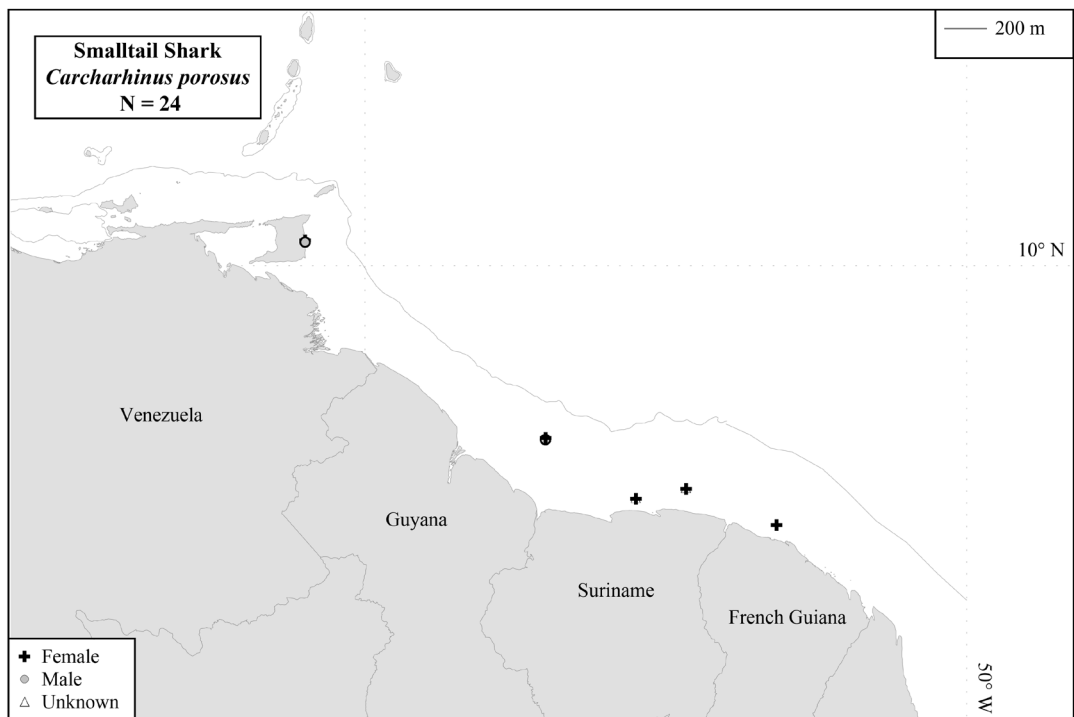 Smalltail Shark
Carcharhinus porosus
N = 24
200 m
10° N
Venezuela
Guyana
Suriname
French Guiana
Female
Male
Unknown
50° W